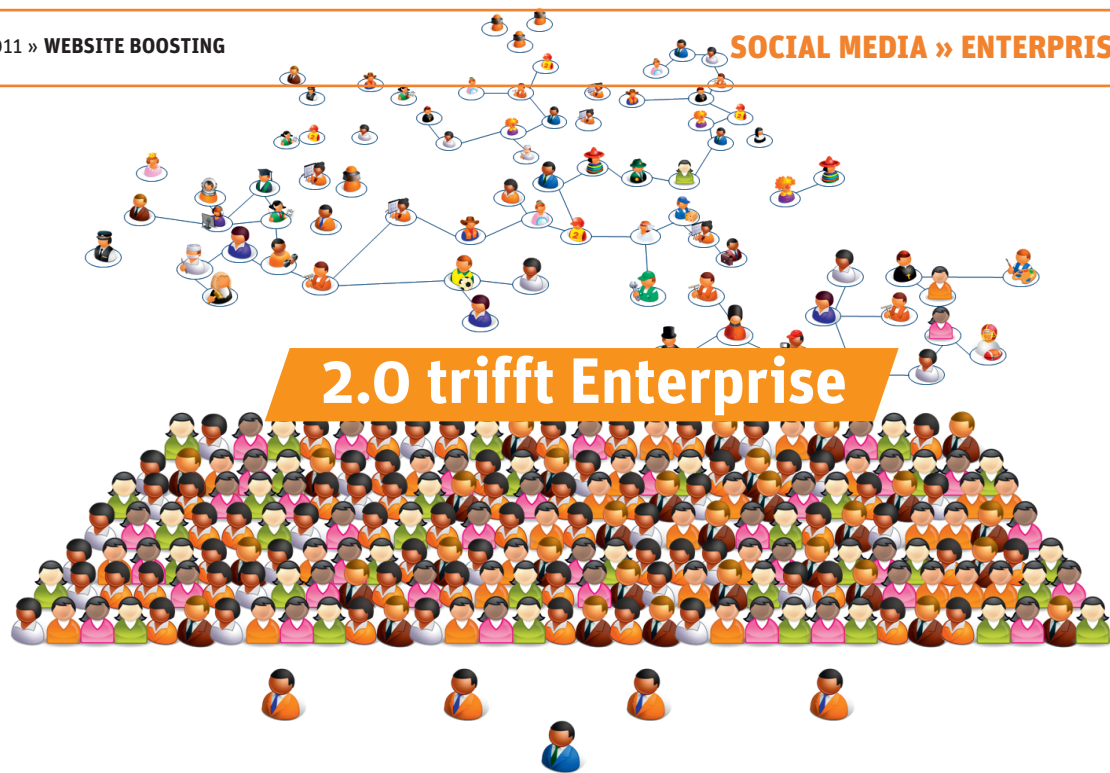 011 » WEBSITE BOOSTING
SOCIAL MEDIA » ENTERPRIS
2.0 trifft Enterprise